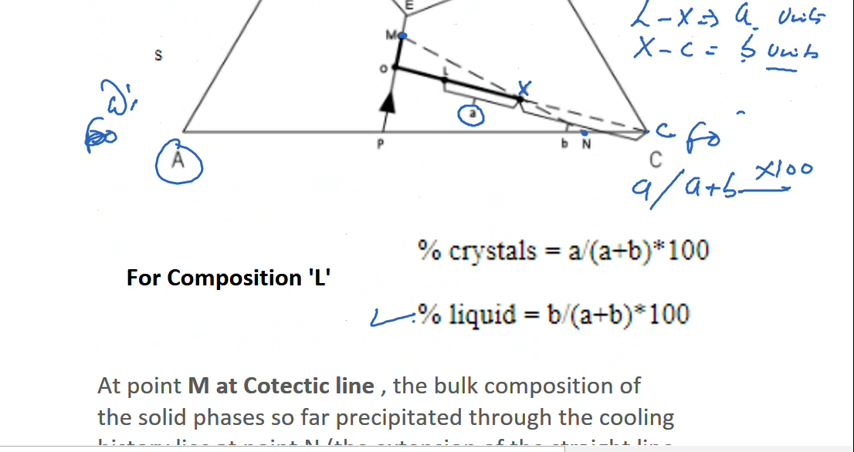 E
L-X => a Units
M
X-C = b Units
S
O
L
X
a
C
P
b N
A
C
a/a+b ×100
% crystals = a/(a+b)*100
For Composition 'L'
% liquid = b/(a+b)*100
At point M at Cotectic line , the bulk composition of
the solid phases so far precipitated through the cooling